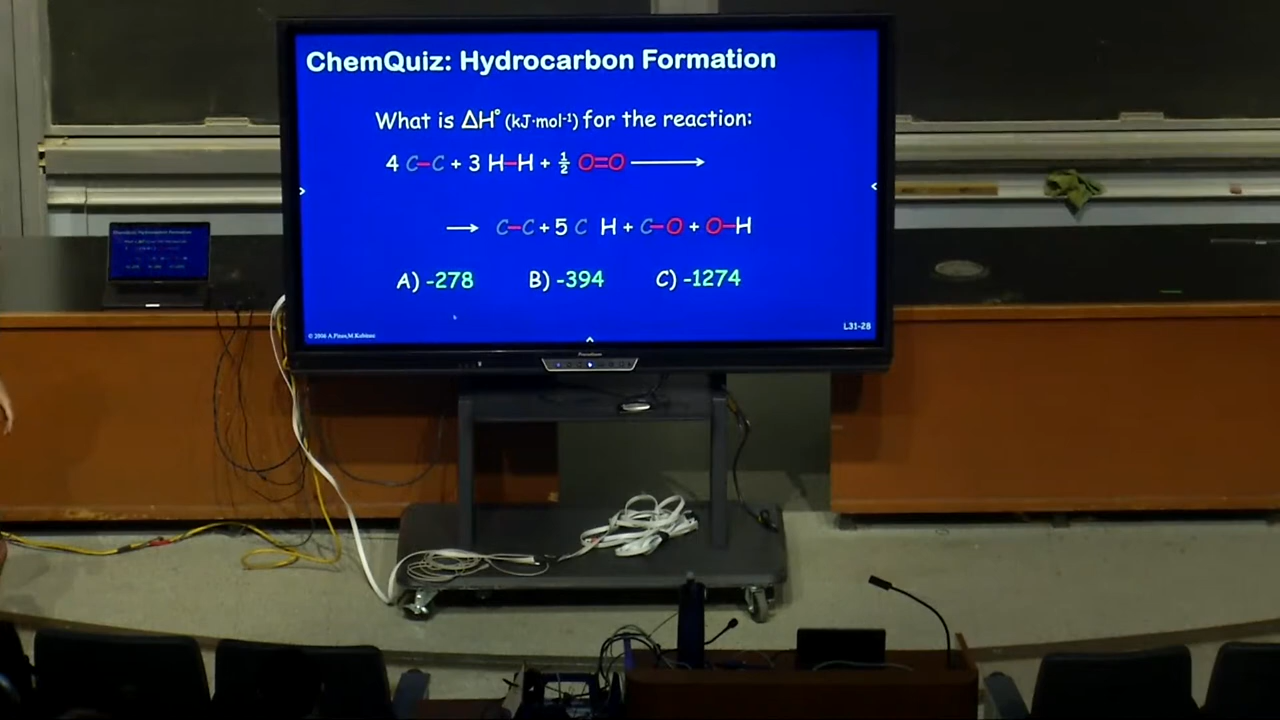 ChemQuiz: Hydrocarbon Formation
What is ΔH° (kJ·mol⁻¹) for the reaction:
4 C–C + 3 H–H + ½ O=O ⟶
⟶ C–C + 5 C H + C–O + O–H
A) -278 B) -394 C) -1274
L31-28